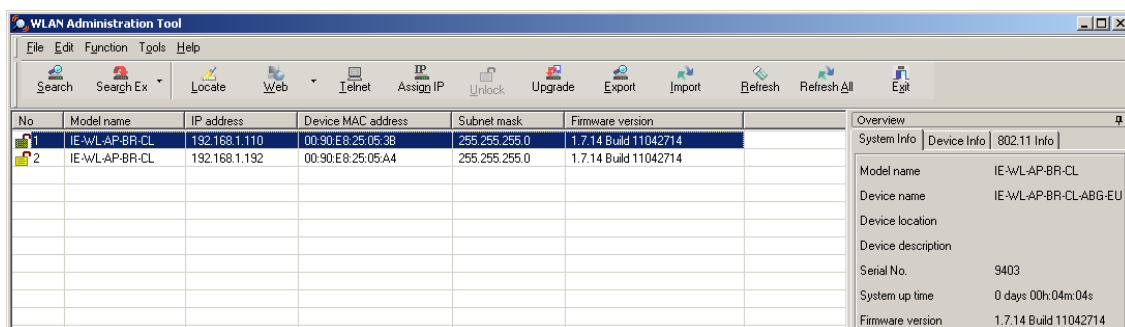 WLAN Administration Tool
File Edit Function Tools Help
Search Search Ex Locate Web Telnet Assign IP Unlock Upgrade Export Import Refresh Refresh All Exit
No Model name IP address Device MAC address Subnet mask Firmware version
1 IE-WL-AP-BR-CL 192.168.1.110 00:90:E8:25:05:3B 255.255.255.0 1.7.14 Build 11042714
2 IE-WL-AP-BR-CL 192.168.1.192 00:90:E8:25:05:A4 255.255.255.0 1.7.14 Build 11042714
Overview
System Info Device Info 802.11 Info
Model name IE-WL-AP-BR-CL
Device name IE-WL-AP-BR-CL-ABG-EU
Device location
Device description
Serial No. 9403
System up time 0 days 00h:04m:04s
Firmware version 1.7.14 Build 11042714